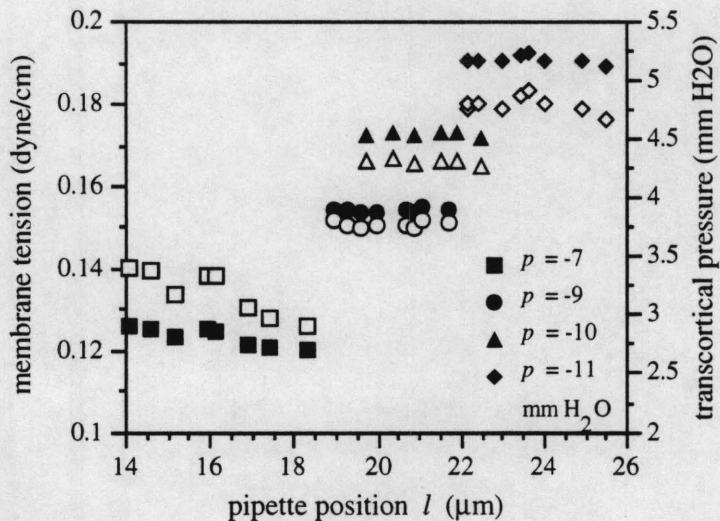 0.2
0.18
0.16
0.14
0.12
0.1
membrane tension (dyne/cm)
5.5
5
4.5
4
3.5
3
2.5
2
transcortical pressure (mm H2O)
p = -7
p = -9
p = -10
p = -11
mm H2O
14 16 18 20 22 24 26
pipette position l (μm)